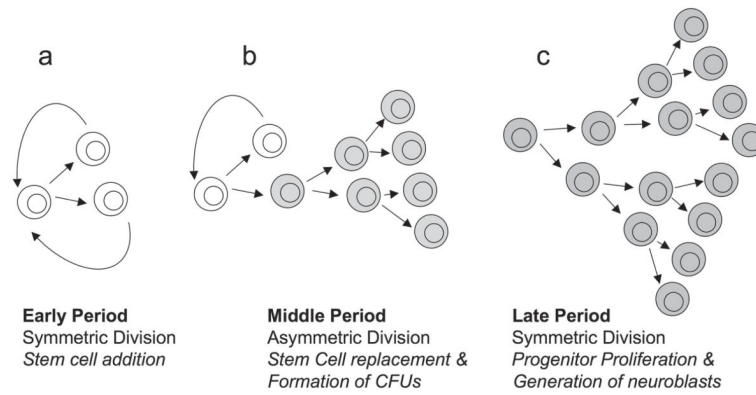 a
b
c
Early Period
Symmetric Division
Stem cell addition
Middle Period
Asymmetric Division
Stem Cell replacement &
Formation of CFUs
Late Period
Symmetric Division
Progenitor Proliferation &
Generation of neuroblasts